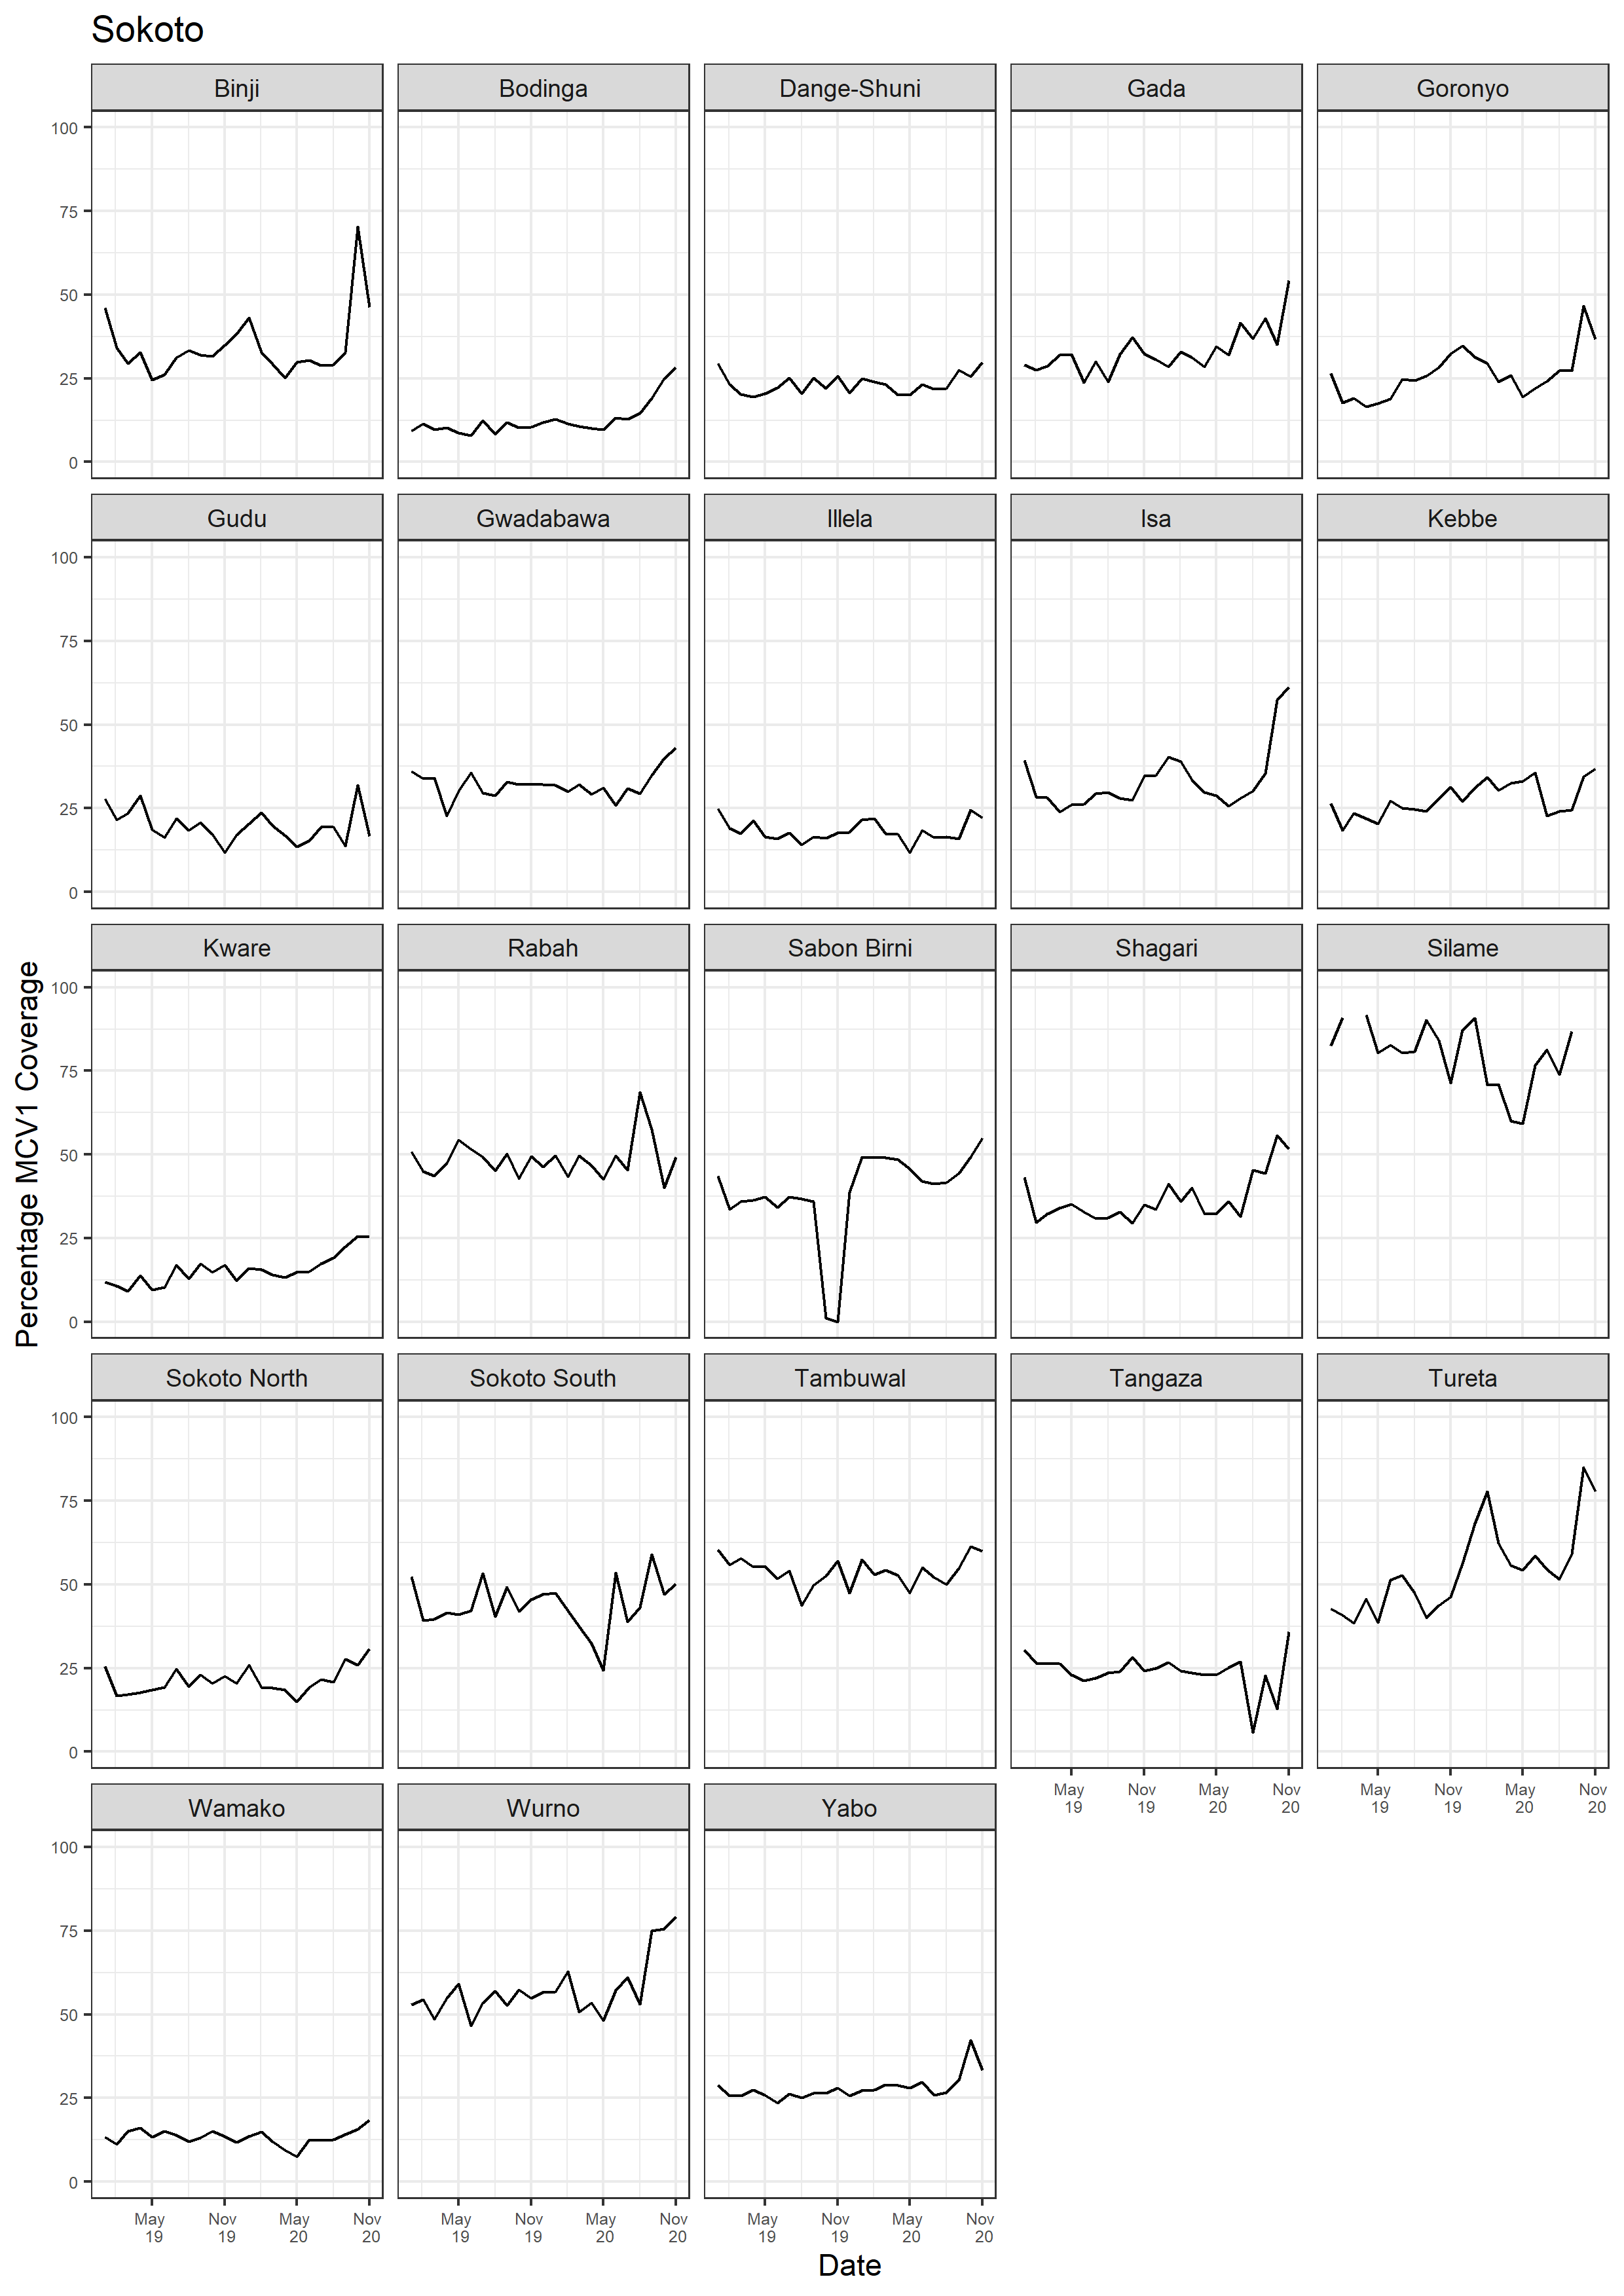 Sokoto
Binji Bodinga Dange-Shuni Gada Goronyo
100
75
50
25
0
Gudu Gwadabawa Illela Isa Kebbe
100
75
50
25
0
Kware Rabah Sabon Birni Shagari Silame
100
75
50
25
0
Percentage MCV1 Coverage
Sokoto North Sokoto South Tambuwal Tangaza Tureta
100
75
50
25
0
May Nov May Nov May Nov May Nov
19 19 20 20 19 19 20 20
Wamako Wurno Yabo
100
75
50
25
0
May Nov May Nov May Nov May Nov May Nov May Nov
19 19 20 20 19 19 20 20 19 19 20 20
Date